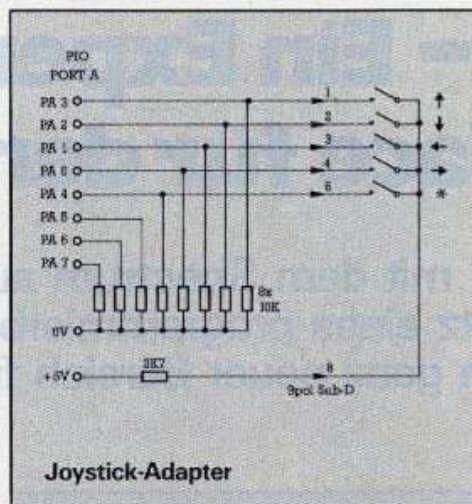 PIO
PORT A
PA 3
PA 2
PA 1
PA 0
PA 4
PA 5
PA 6
PA 7
1
2
3
4
6
*
8x
10K
0V
+5V
2K7
8
9pol Sub-D
Joystick-Adapter